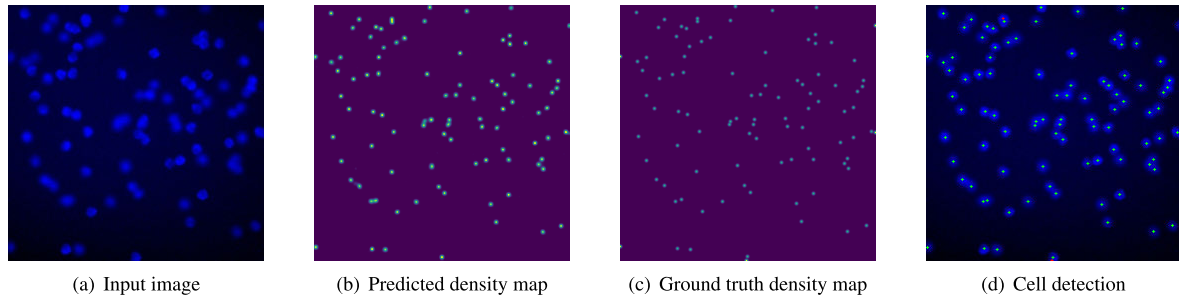 (a) Input image
(b) Predicted density map
(c) Ground truth density map
(d) Cell detection